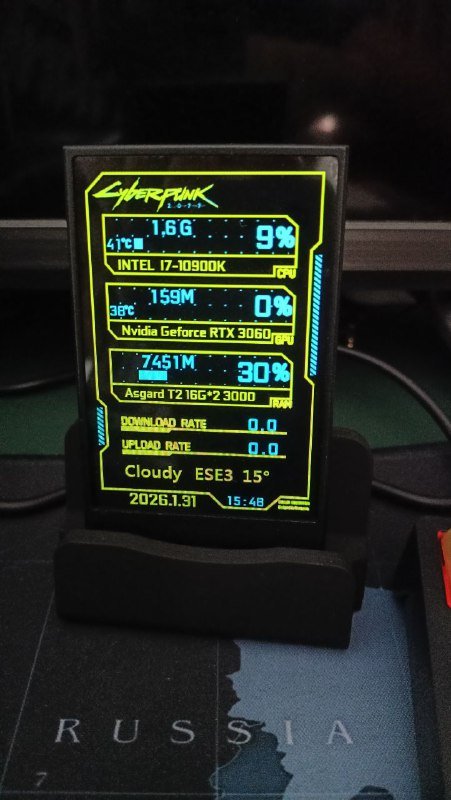 Cyberpunk
2077
1.6G
41℃
9%
INTEL I7-10900K
CPU
159M
38℃
0%
Nvidia Geforce RTX 3060
GPU
7451M
30%
Asgard T2 16G*2 3000
RAM
DOWNLOAD RATE 0.0
UPLOAD RATE 0.0
Cloudy ESE3 15°
2026.1.31 15:48
RUSSIA
7